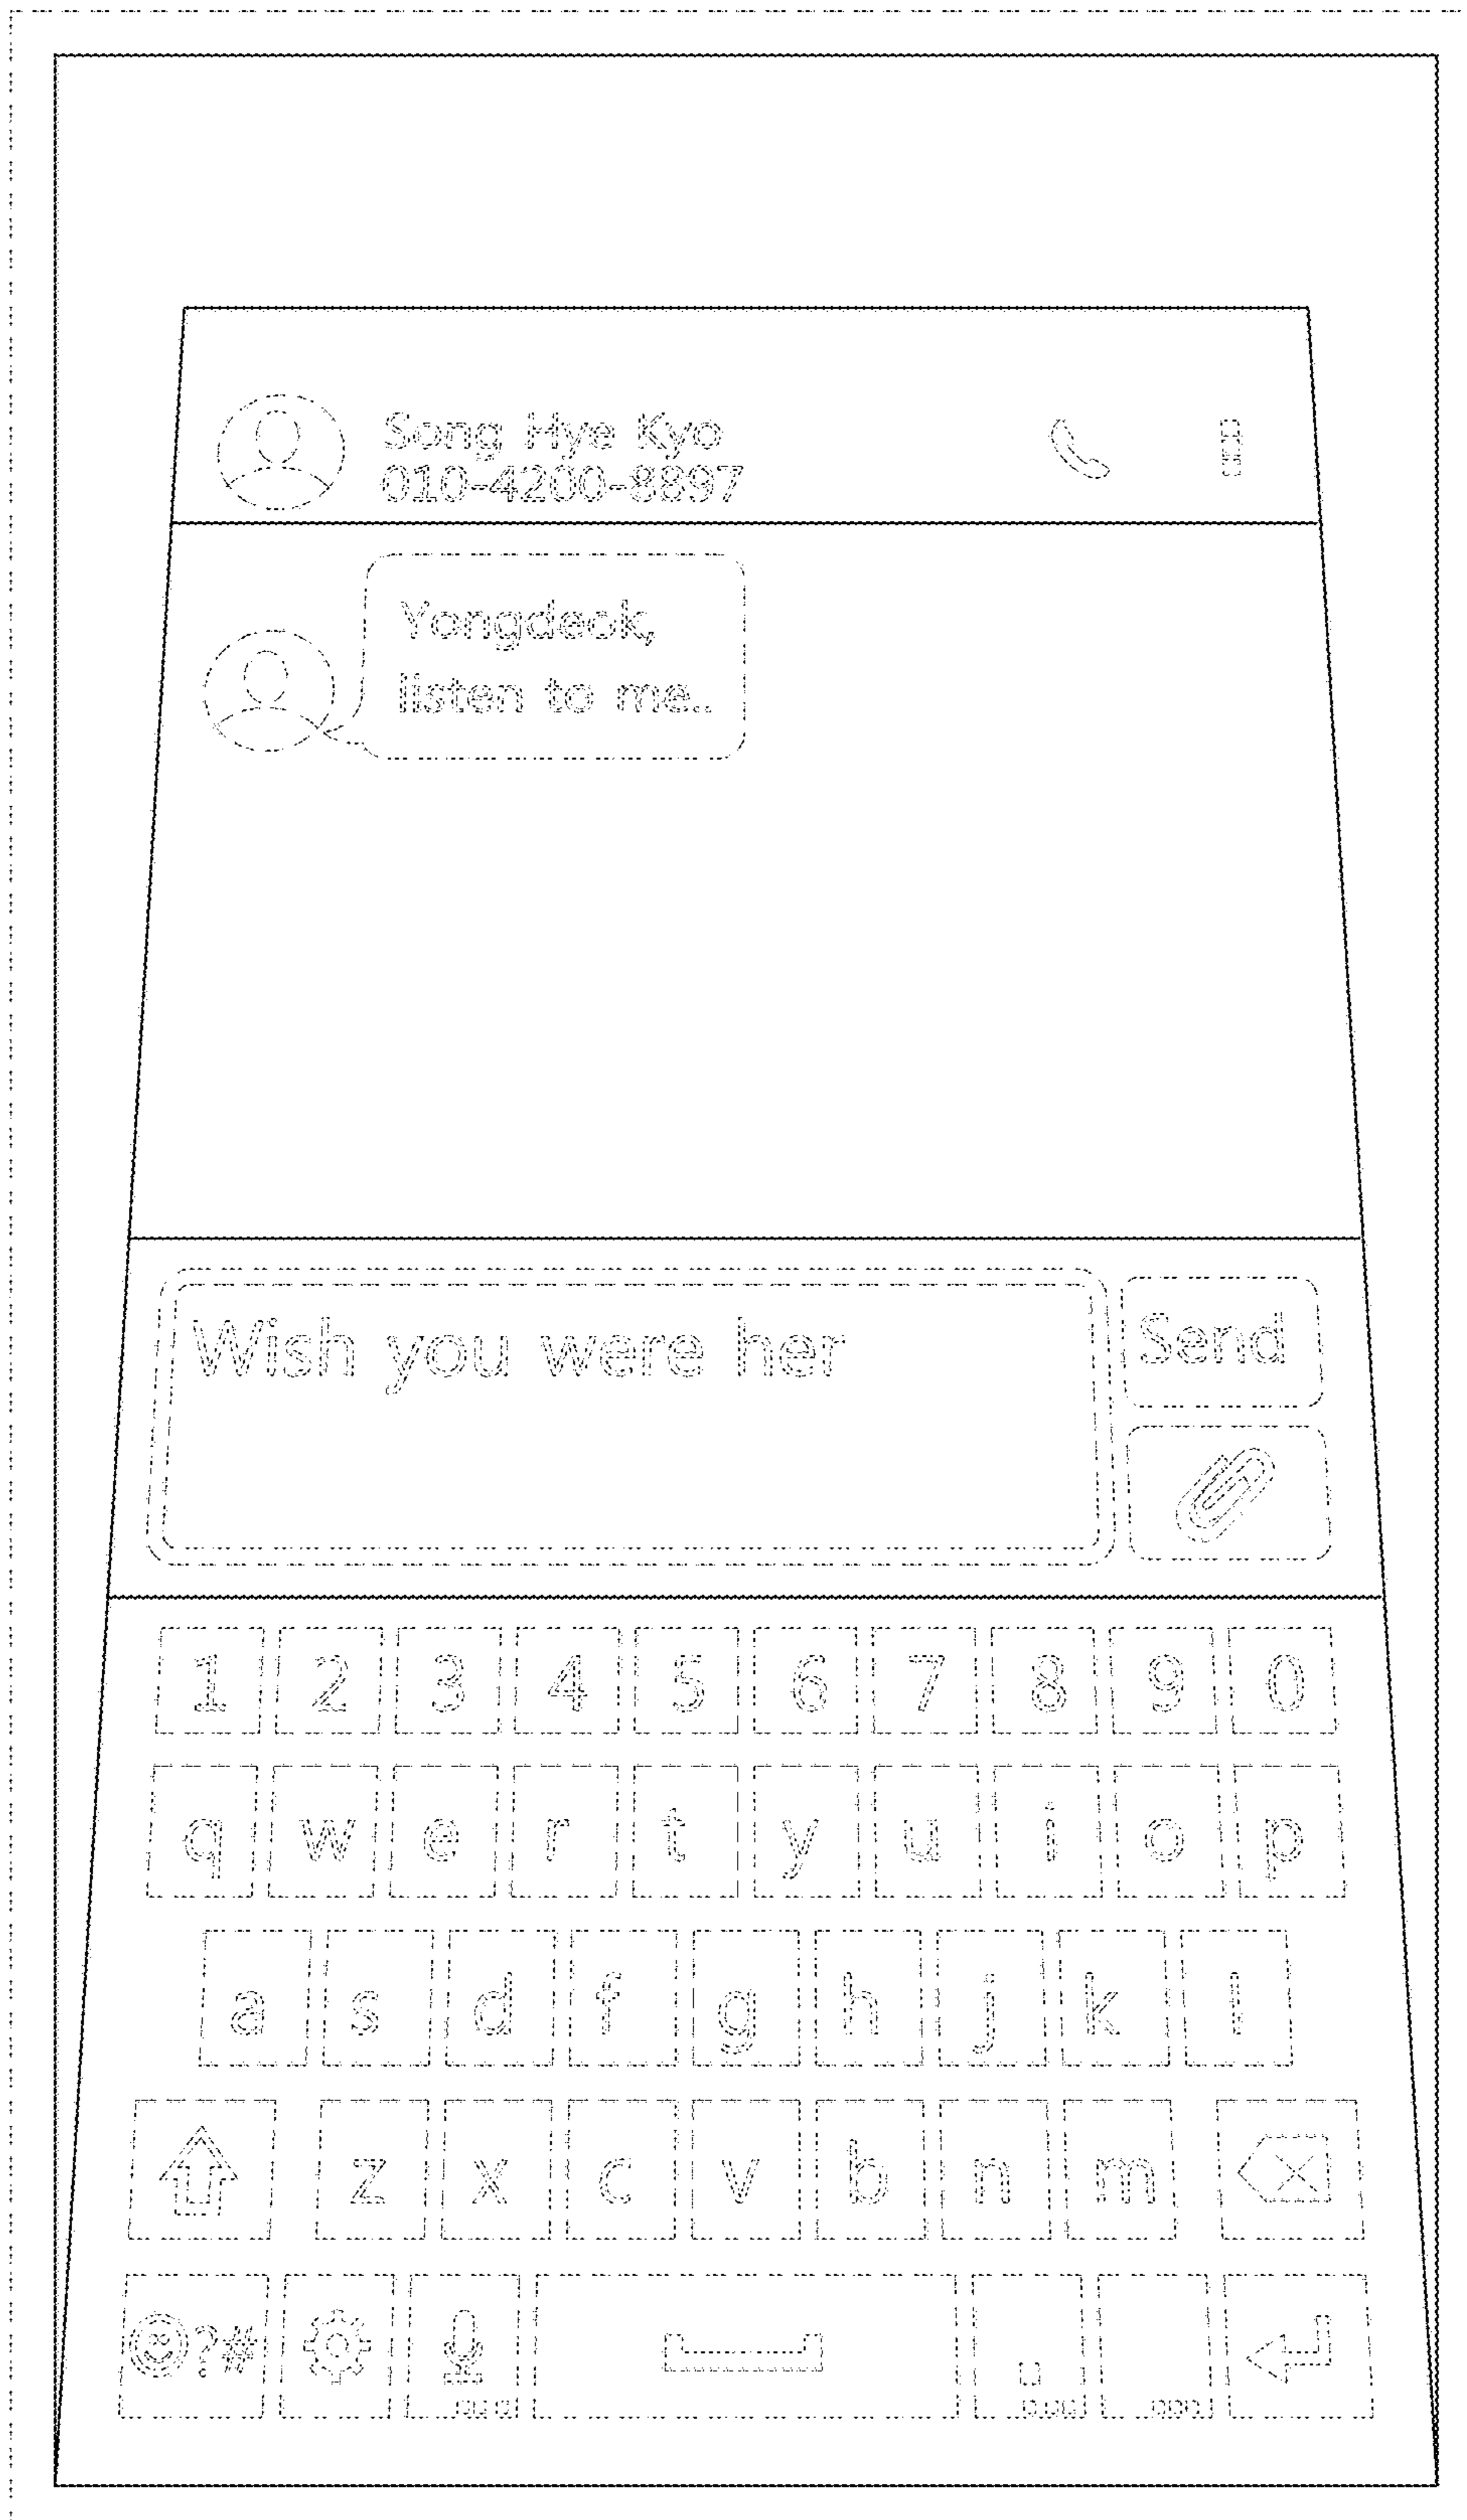 Song Hye Kyo
010-4200-8897
Yongdeok,
listen to me..
Wish you were her
Send
1 2 3 4 5 6 7 8 9 0
q w e r t y u i o p
a s d f g h j k l
z x c v b n m
?#
.